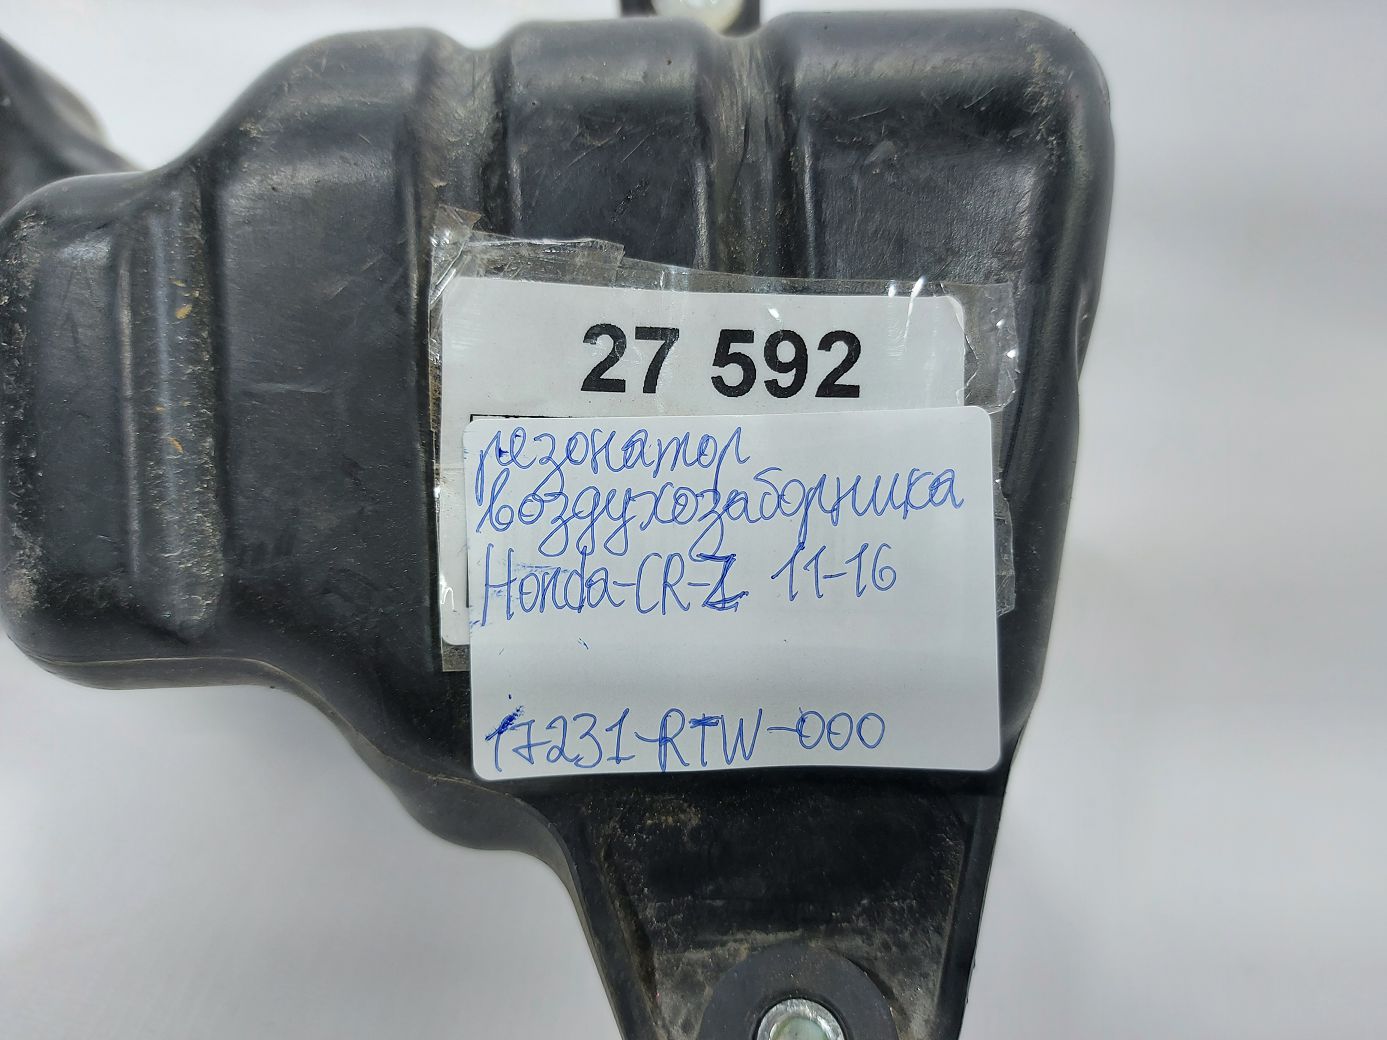 27 592
резонатор
воздухозаборника
Honda-CR-Z 11-16
17231-RTW-000